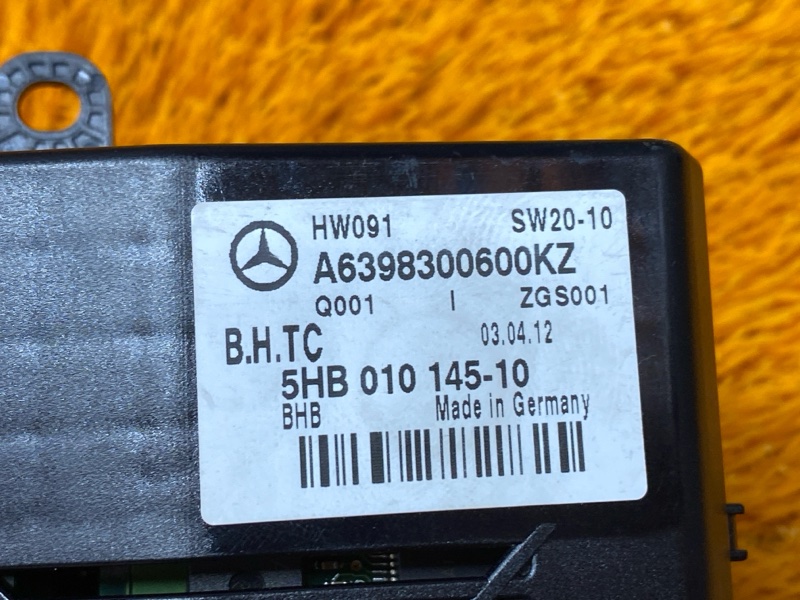 HW091 SW20-10
A6398300600KZ
Q001 I ZGS001
B.H.TC 03.04.12
5HB 010 145-10
BHB Made in Germany